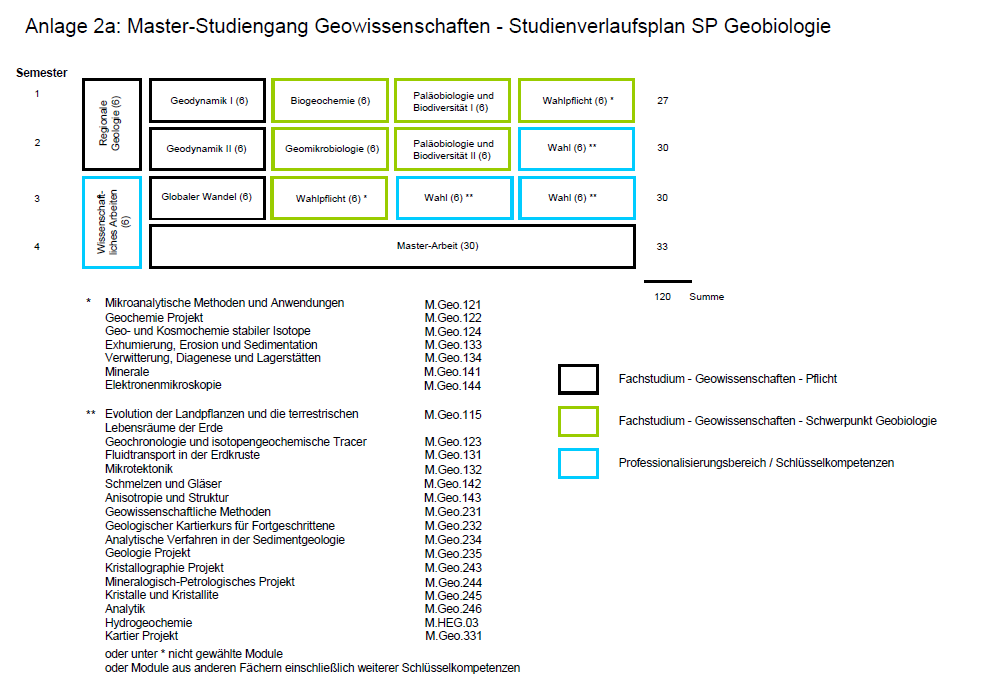 Anlage 2a: Master-Studiengang Geowissenschaften - Studienverlaufsplan SP Geobiologie
Semester
1
Regionale
Geologie (6)
Geodynamik I (6)
Biogeochemie (6)
Paläobiologie und
Biodiversität I (6)
Wahlpflicht (6) *
27
2
Geodynamik II (6)
Geomikrobiologie (6)
Paläobiologie und
Biodiversität II (6)
Wahl (6) **
30
3
Wissenschaft-
liches Arbeiten
(6)
Globaler Wandel (6)
Wahlpflicht (6) *
Wahl (6) **
Wahl (6) **
30
4
Master-Arbeit (30)
33
120 Summe
* Mikroanalytische Methoden und Anwendungen M.Geo.121
Geochemie Projekt M.Geo.122
Geo- und Kosmochemie stabiler Isotope M.Geo.124
Exhumierung, Erosion und Sedimentation M.Geo.133
Verwitterung, Diagenese und Lagerstätten M.Geo.134
Minerale M.Geo.141
Elektronenmikroskopie M.Geo.144
** Evolution der Landpflanzen und die terrestrischen M.Geo.115
Lebensräume der Erde
Geochronologie und isotopengeochemische Tracer M.Geo.123
Fluidtransport in der Erdkruste M.Geo.131
Mikrotektonik M.Geo.132
Schmelzen und Gläser M.Geo.142
Anisotropie und Struktur M.Geo.143
Geowissenschaftliche Methoden M.Geo.231
Geologischer Kartierkurs für Fortgeschrittene M.Geo.232
Analytische Verfahren in der Sedimentgeologie M.Geo.234
Geologie Projekt M.Geo.235
Kristallographie Projekt M.Geo.243
Mineralogisch-Petrologisches Projekt M.Geo.244
Kristalle und Kristallite M.Geo.245
Analytik M.Geo.246
Hydrogeochemie M.HEG.03
Kartier Projekt M.Geo.331
oder unter * nicht gewählte Module
oder Module aus anderen Fächern einschließlich weiterer Schlüsselkompetenzen
Fachstudium - Geowissenschaften - Pflicht
Fachstudium - Geowissenschaften - Schwerpunkt Geobiologie
Professionalisierungsbereich / Schlüsselkompetenzen